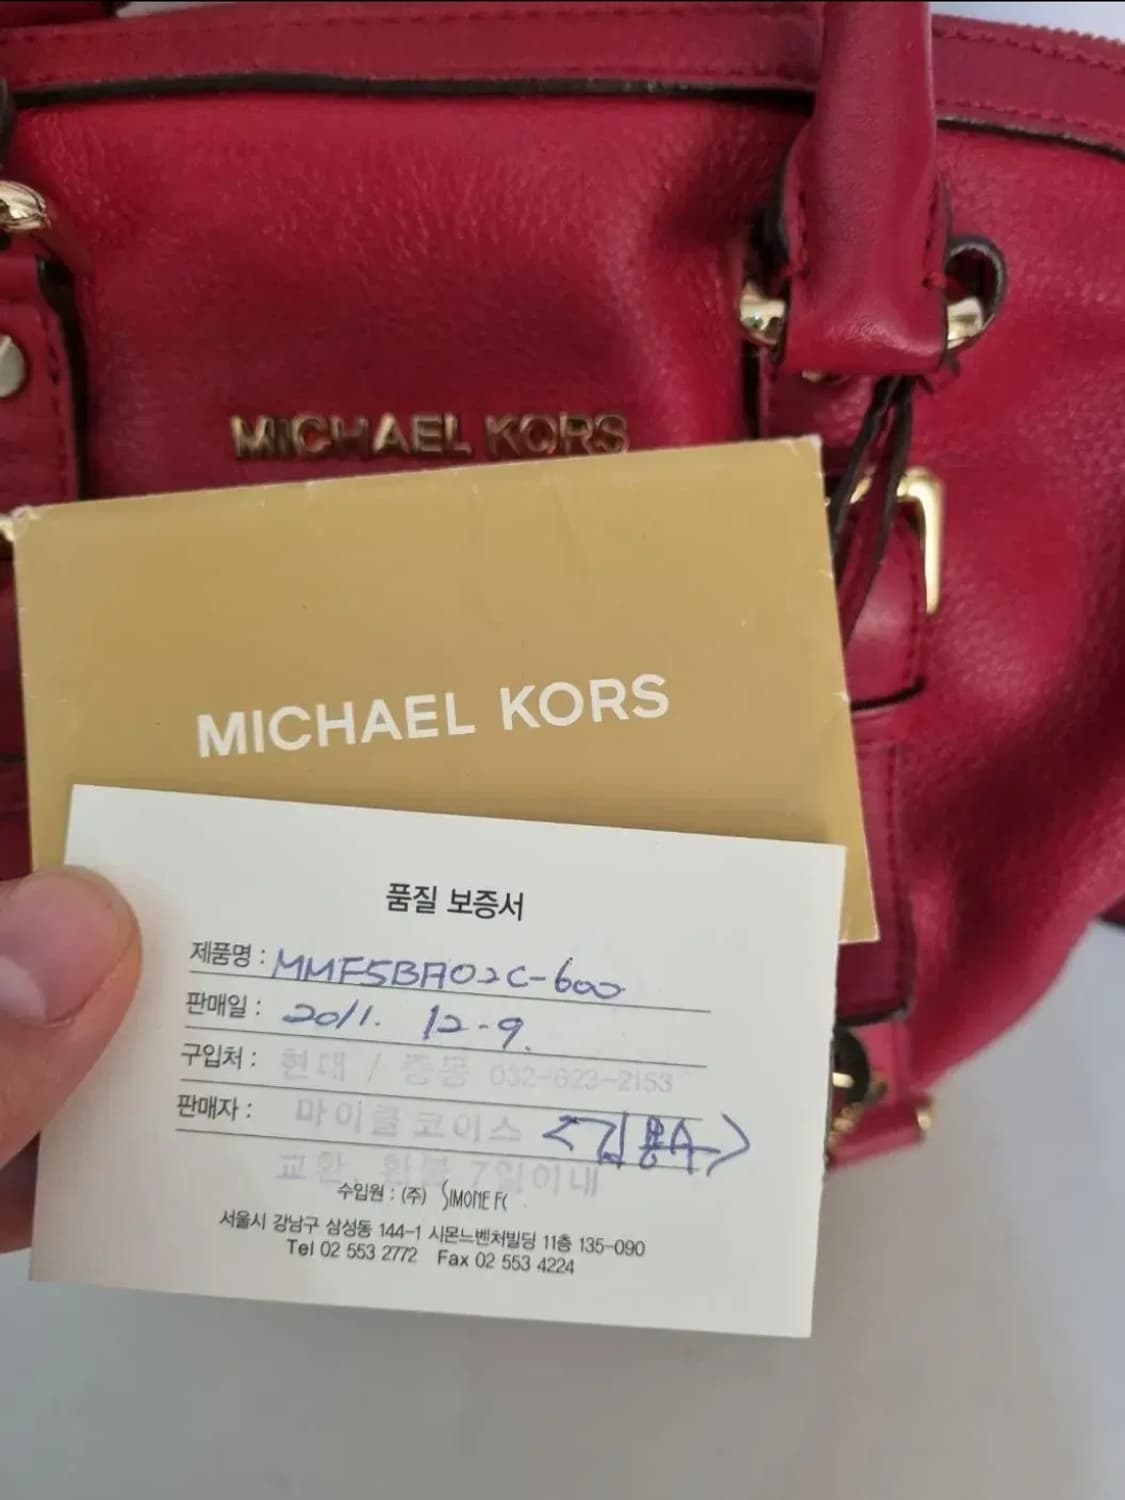 MICHAEL KORS
MICHAEL KORS
품질 보증서
제품명 : MMF5BA02C-600
판매일 : 2011. 12-9.
구입처 : 현대 / 중동 032-623-2153
판매자 : 마이클코어스 <김용수>
교환, 환불 7일이내
수입원 : (주) SIMONE FC
서울시 강남구 삼성동 144-1 시몬느벤처빌딩 11층 135-090
Tel 02 553 2772 Fax 02 553 4224